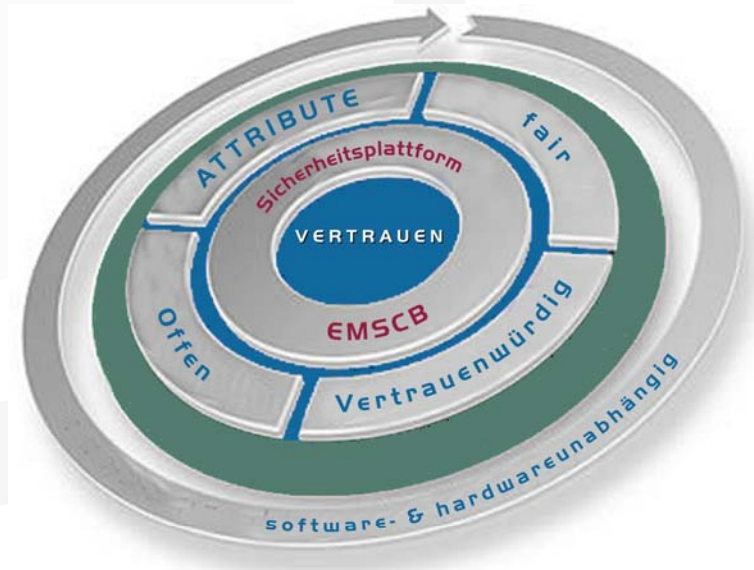 ATTRIBUTE
fair
Sicherheitsplattform
VERTRAUEN
EMSCB
Offen
Vertrauenwürdig
software- & hardwareunabhängig